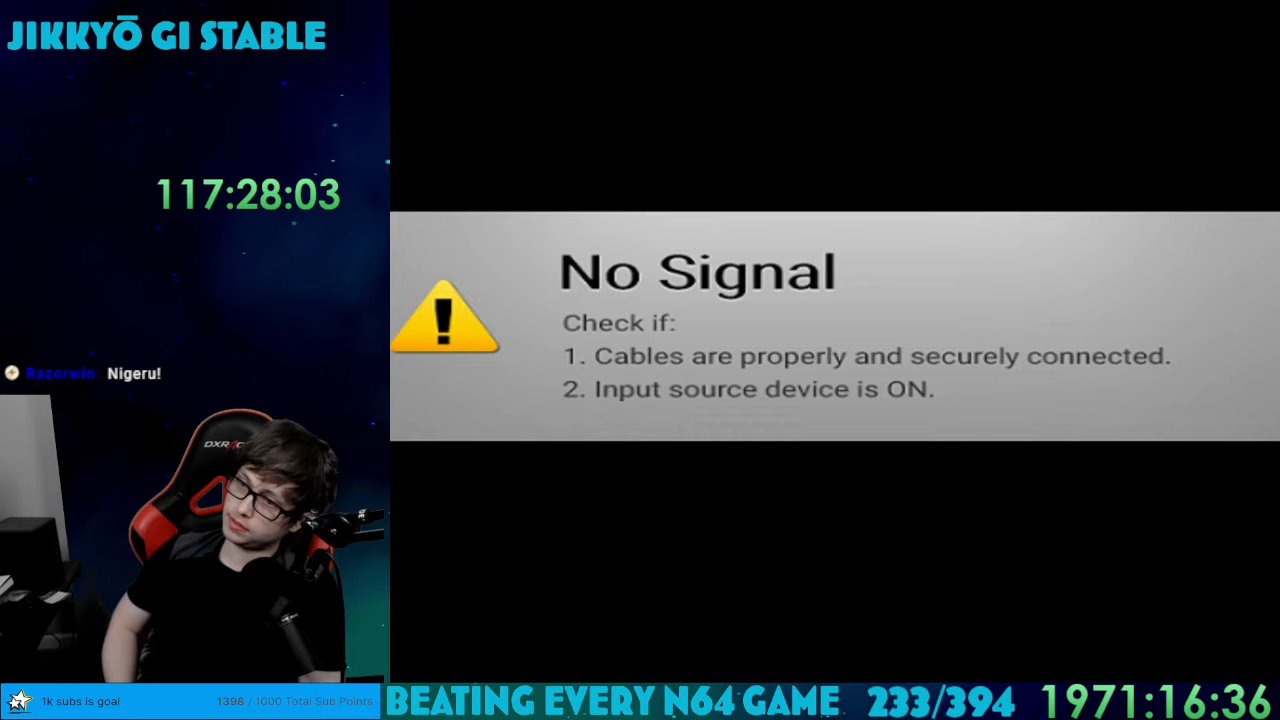 JIKKYŌ GI STABLE
117:28:03
No Signal
Check if:
1. Cables are properly and securely connected.
2. Input source device is ON.
Razorwin Nigeru!
1k subs is goal
1398 / 1000 Total Sub Points
BEATING EVERY N64 GAME
233/394
1971:16:36